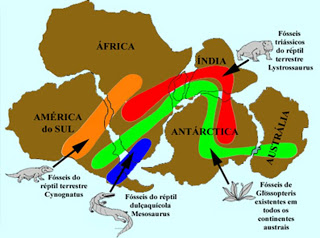 ÁFRICA
ÍNDIA
Fósseis
triássicos
do réptil
terrestre
Lystrossaurus
AMÉRICA
do SUL
ANTÁRCTICA
AUSTRÁLIA
Fósseis do
réptil terrestre
Cynognatus
Fósseis do réptil
dulçaquícola
Mesosaurus
Fósseis de
Glossopteris
existentes em
todos os
continentes
austrais